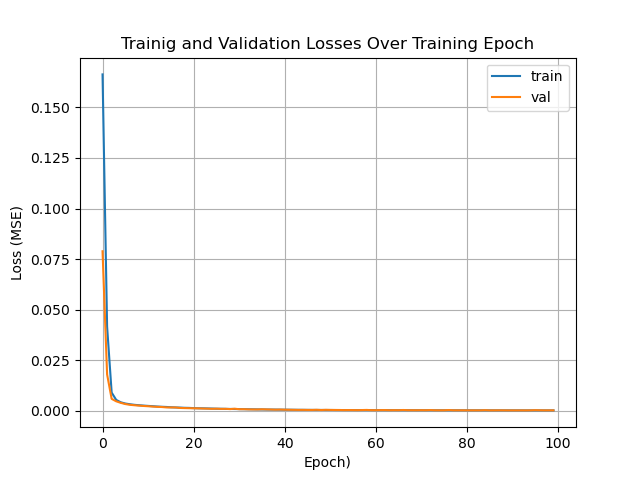 Trainig and Validation Losses Over Training Epoch
train
val
0.150
0.125
0.100
0.075
0.050
0.025
0.000
Loss (MSE)
0 20 40 60 80 100
Epoch)